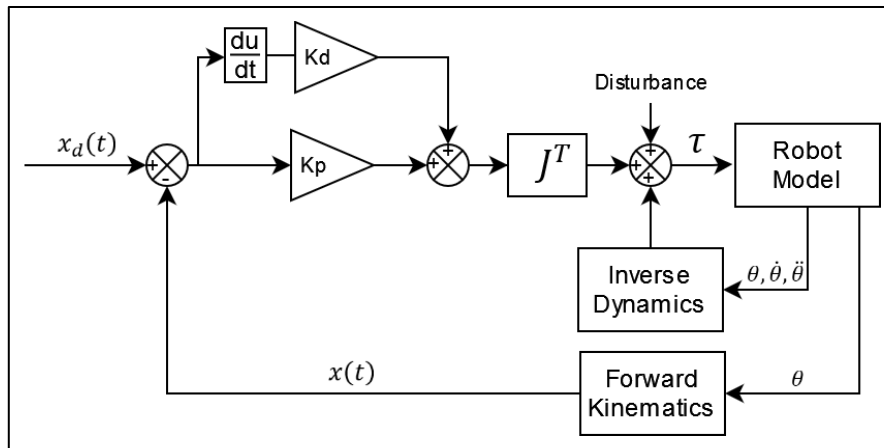 du
dt
Kd
Disturbance
x_d(t)
+
-
Kp
+
+
J^T
+
+
+
τ
Robot
Model
Inverse
Dynamics
θ, θ̇, θ̈
x(t)
Forward
Kinematics
θ